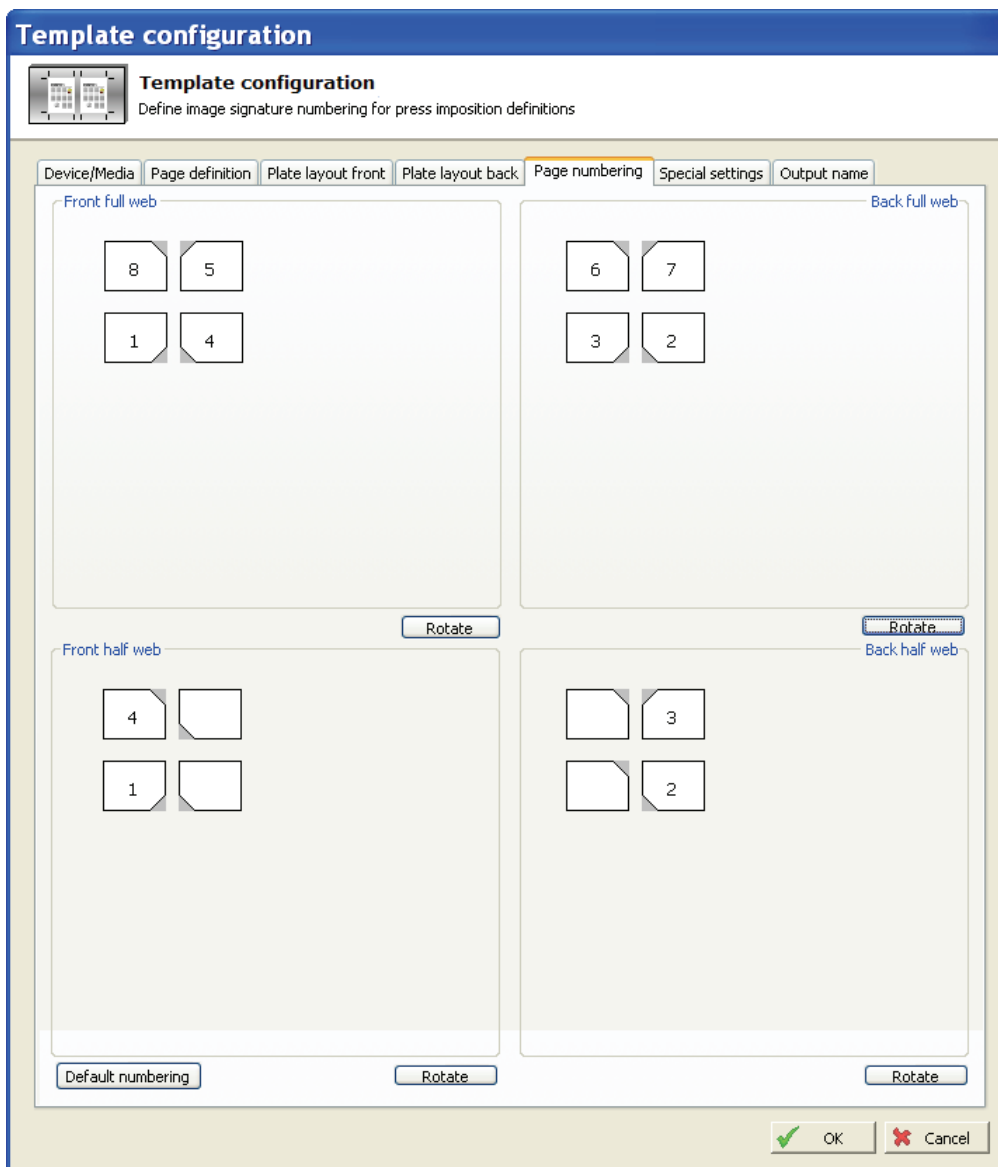 Template configuration
Template configuration
Define image signature numbering for press imposition definitions
Device/Media Page definition Plate layout front Plate layout back Page numbering Special settings Output name
Front full web
8 5
1 4
Rotate
Back full web
6 7
3 2
Rotate
Front half web
4
1
Default numbering Rotate
Back half web
3
2
Rotate
OK Cancel